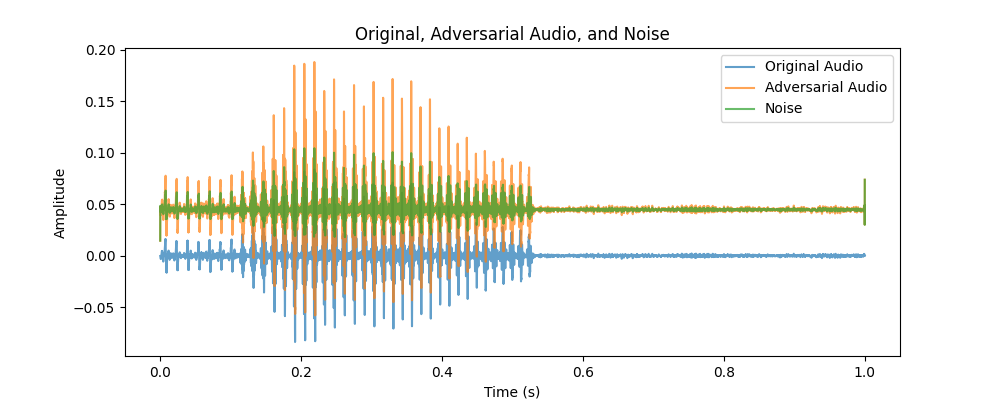 Original, Adversarial Audio, and Noise
Original Audio
Adversarial Audio
Noise
Amplitude
0.20
0.15
0.10
0.05
0.00
−0.05
0.0
0.2
0.4
0.6
0.8
1.0
Time (s)